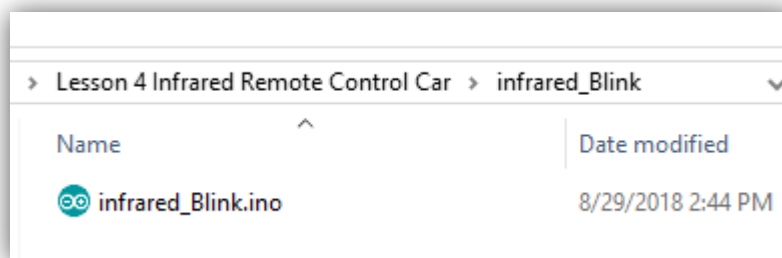 Lesson 4 Infrared Remote Control Car > infrared_Blink
Name Date modified
infrared_Blink.ino 8/29/2018 2:44 PM